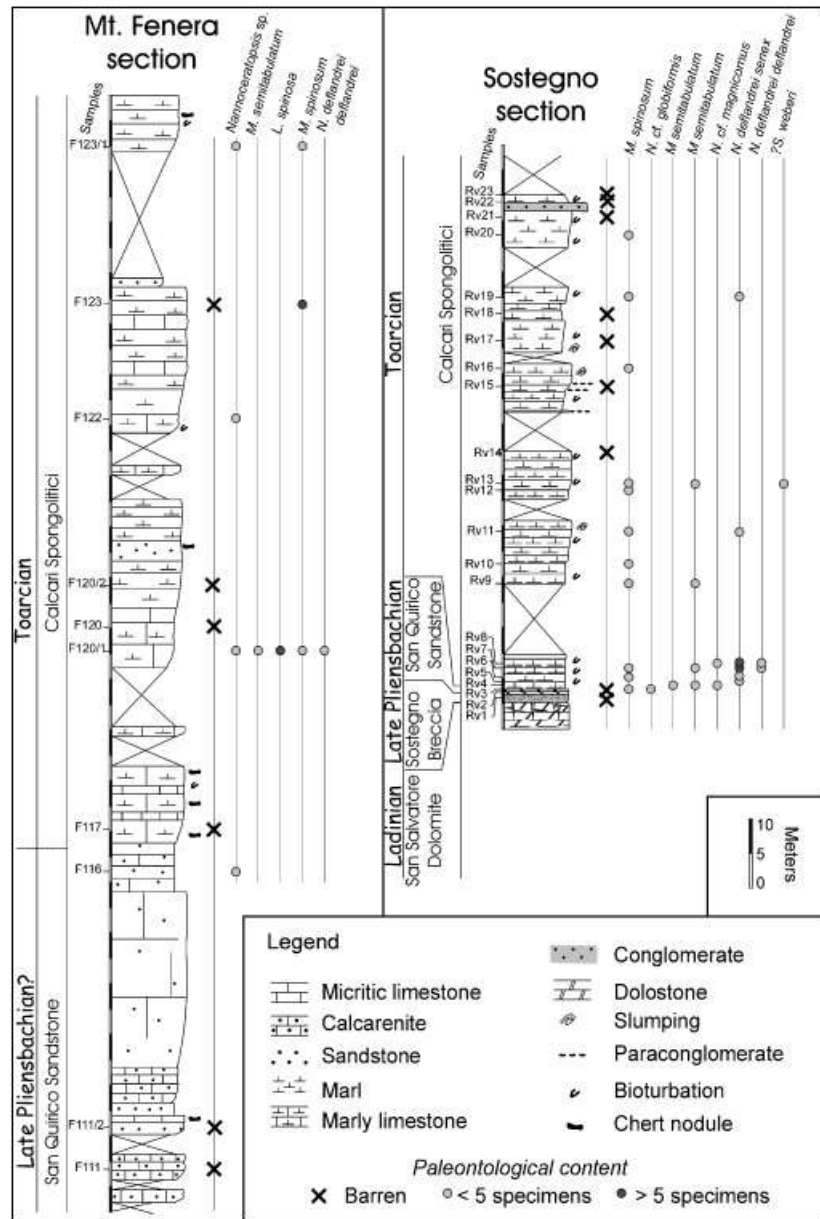 Mt. Fenera
section
Samples
Nannoceratopsis sp.
M. semitabulatum
L. spinosa
M. spinosum
N. deflandrei
deflandrei
Toarcian
Calcari Spongolitici
Late Pliensbachian?
San Quirico Sandstone
F123/1
F123
F122
F120/2
F120
F120/1
F117
F116
F111/2
F111
Sostegno
section
Samples
M. spinosum
N. cf. globiformis
M semitabulatum
M semitabulatum
N. cf. magnicornus
N. deflandrei senex
N. deflandrei deflandrei
?S. weberi
Toarcian
Calcari Spongolitici
Late Pliensbachian
San Quirico
Sandstone
Sostegno
Breccia
Ladinian
San Salvatore
Dolomite
Rv23
Rv22
Rv21
Rv20
Rv19
Rv18
Rv17
Rv16
Rv15
Rv14
Rv13
Rv12
Rv11
Rv10
Rv9
Rv8
Rv7
Rv6
Rv5
Rv4
Rv3
Rv2
Rv1
10
5
0
Meters
Legend
Micritic limestone
Calcarenite
Sandstone
Marl
Marly limestone
Conglomerate
Dolostone
Slumping
Paraconglomerate
Bioturbation
Chert nodule
Paleontological content
Barren < 5 specimens > 5 specimens